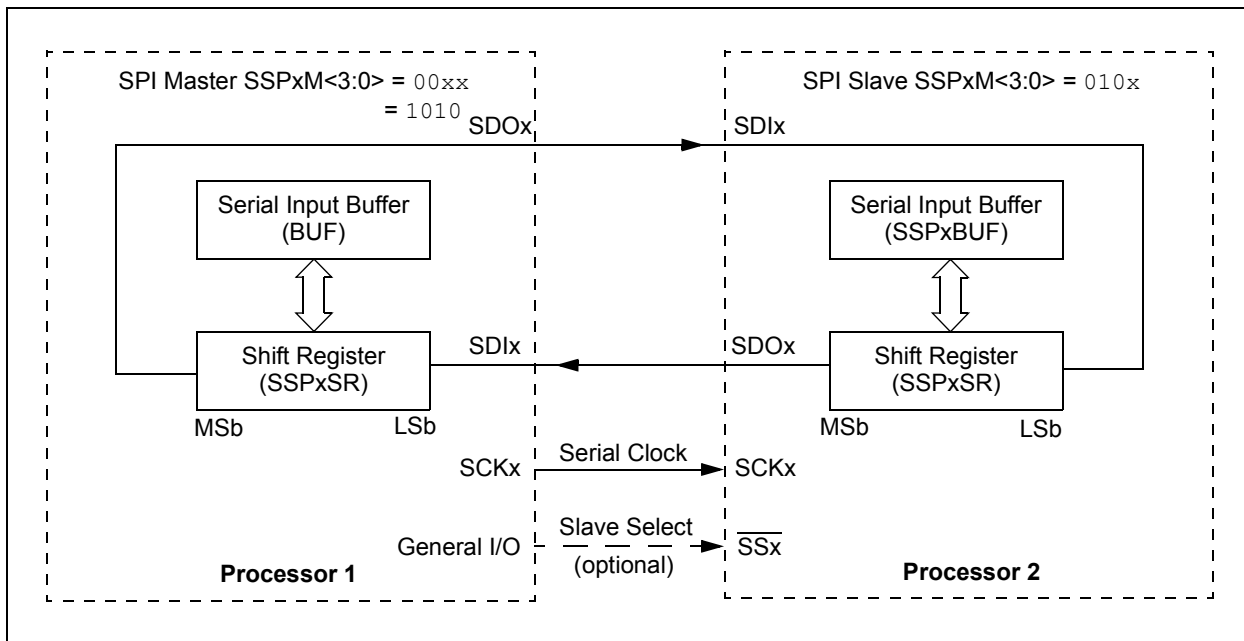 SPI Master SSPxM<3:0> = 00xx
= 1010
SDOx
SPI Slave SSPxM<3:0> = 010x
SDIx
Serial Input Buffer
(BUF)
Serial Input Buffer
(SSPxBUF)
Shift Register
(SSPxSR)
MSb
LSb
SDIx
SDOx
Shift Register
(SSPxSR)
MSb
LSb
SCKx
Serial Clock
SCKx
General I/O
Slave Select
(optional)
SSx
Processor 1
Processor 2